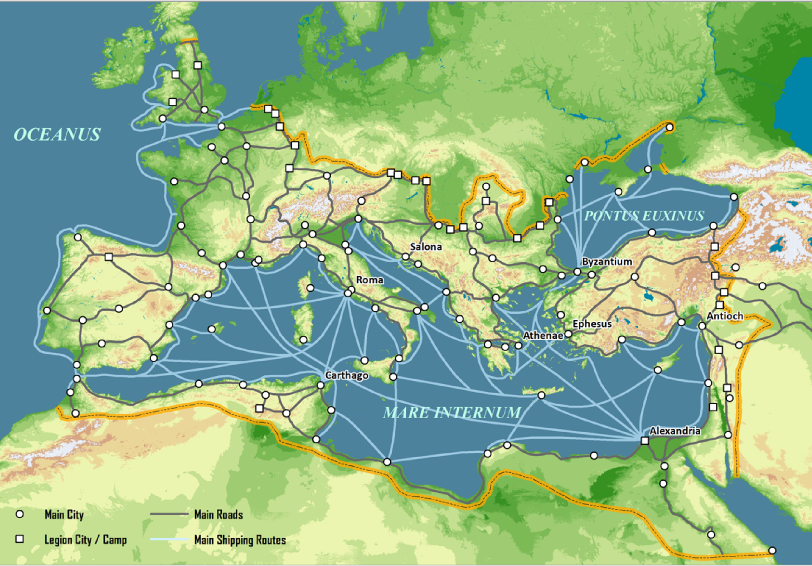 OCEANUS
PONTUS EUXINUS
Salona
Byzantium
Roma
Antioch
Ephesus
Athenae
Carthago
MARE INTERNUM
Alexandria
Main City
Main Roads
Legion City / Camp
Main Shipping Routes